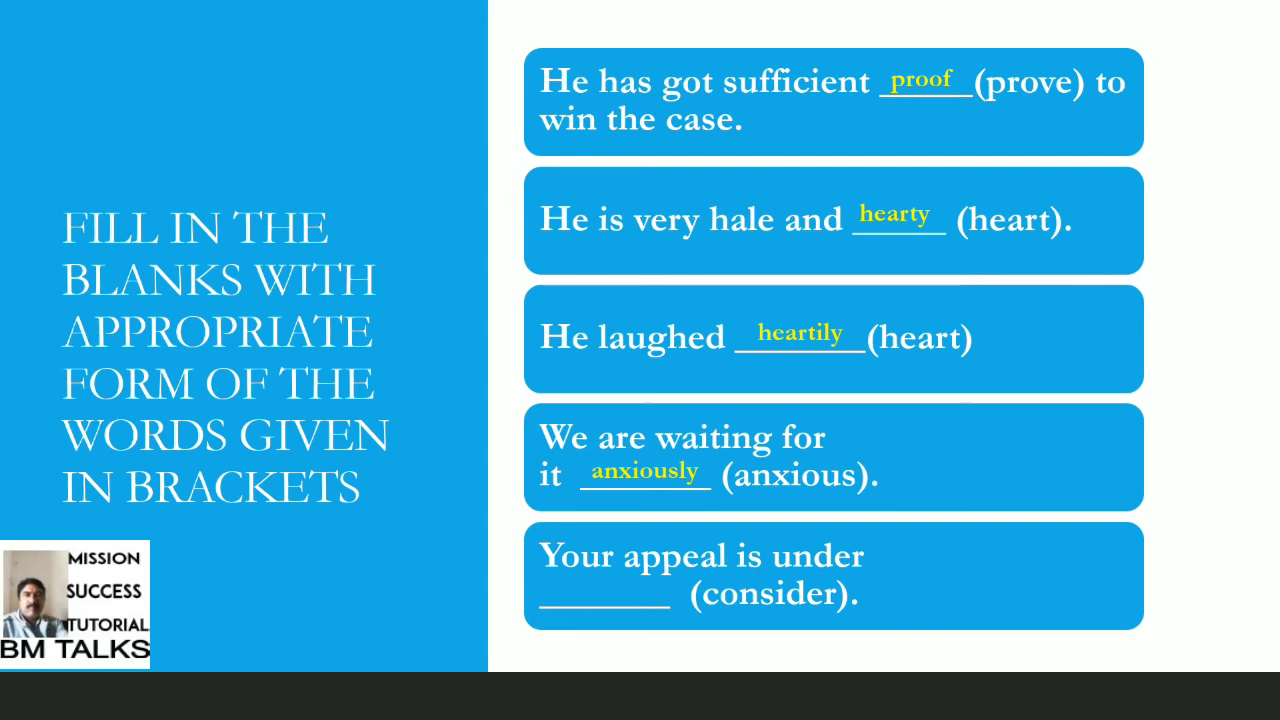 FILL IN THE
BLANKS WITH
APPROPRIATE
FORM OF THE
WORDS GIVEN
IN BRACKETS
He has got sufficient proof (prove) to
win the case.
He is very hale and hearty (heart).
He laughed heartily (heart)
We are waiting for
it anxiously (anxious).
Your appeal is under
________ (consider).
MISSION
SUCCESS
TUTORIAL
BM TALKS